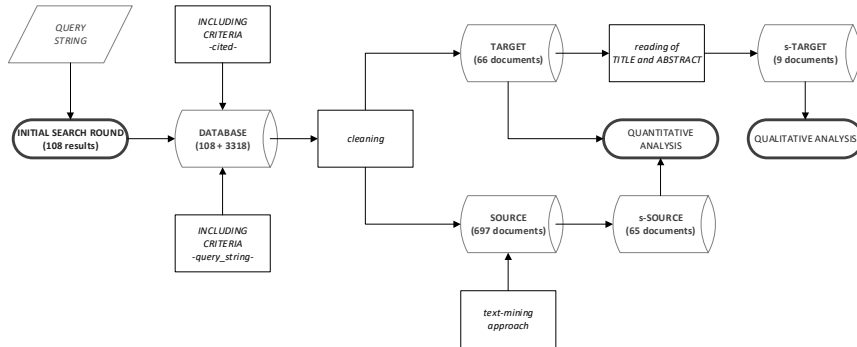 QUERY
STRING
INCLUDING
CRITERIA
-cited-
TARGET
(66 documents)
reading of
TITLE and ABSTRACT
s-TARGET
(9 documents)
INITIAL SEARCH ROUND
(108 results)
DATABASE
(108 + 3318)
cleaning
QUANTITATIVE
ANALYSIS
QUALITATIVE ANALYSIS
INCLUDING
CRITERIA
-query_string-
SOURCE
(697 documents)
s-SOURCE
(65 documents)
text-mining
approach